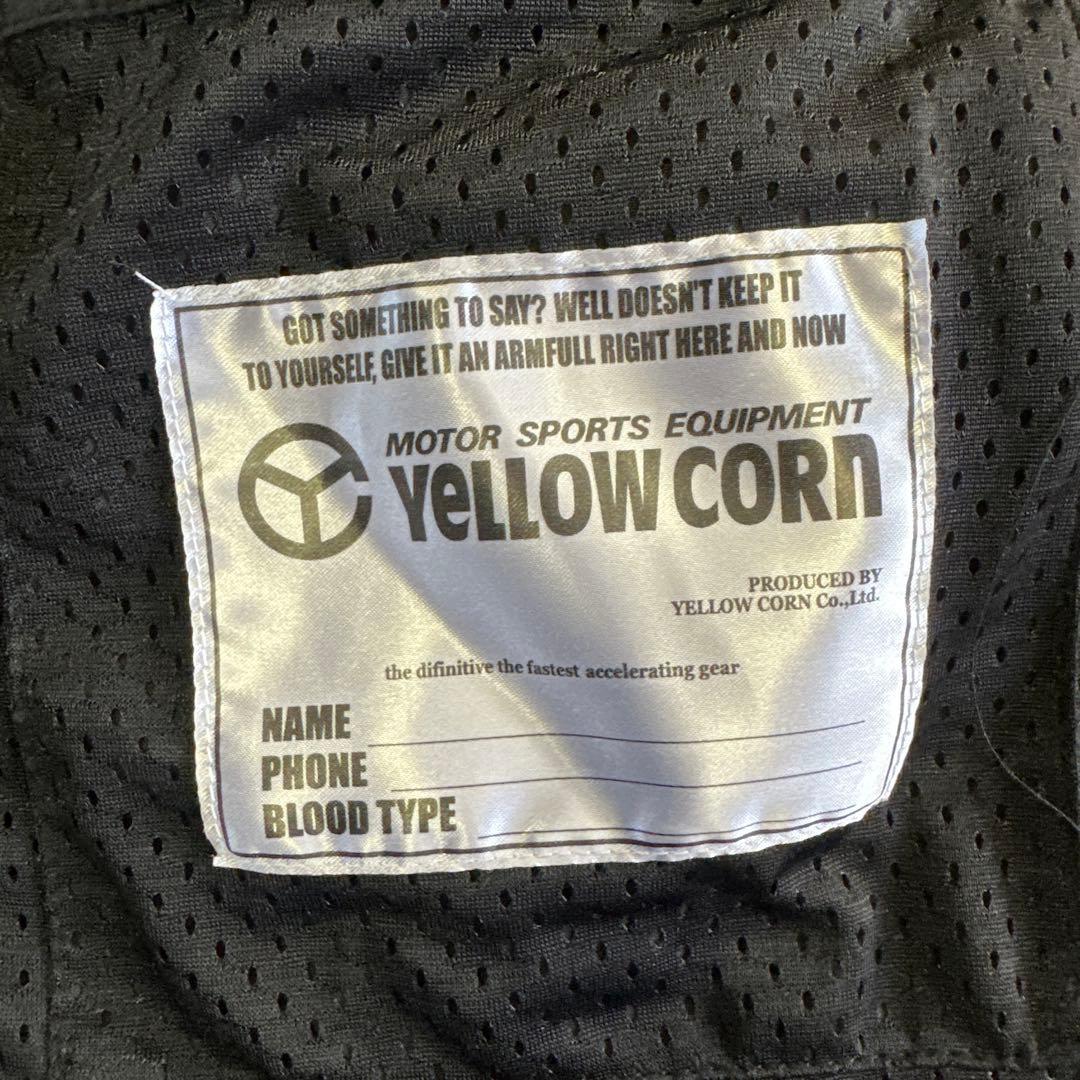 GOT SOMETHING TO SAY? WELL DOESN'T KEEP IT
TO YOURSELF, GIVE IT AN ARMFULL RIGHT HERE AND NOW
MOTOR SPORTS EQUIPMENT
YeLLOW CORn
PRODUCED BY
YELLOW CORN Co.,Ltd.
the difinitive the fastest accelerating gear
NAME
PHONE
BLOOD TYPE